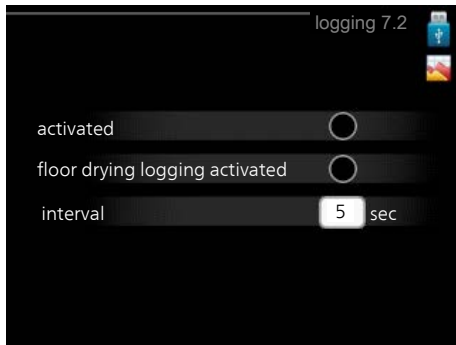 logging 7.2
activated
floor drying logging activated
interval 5 sec